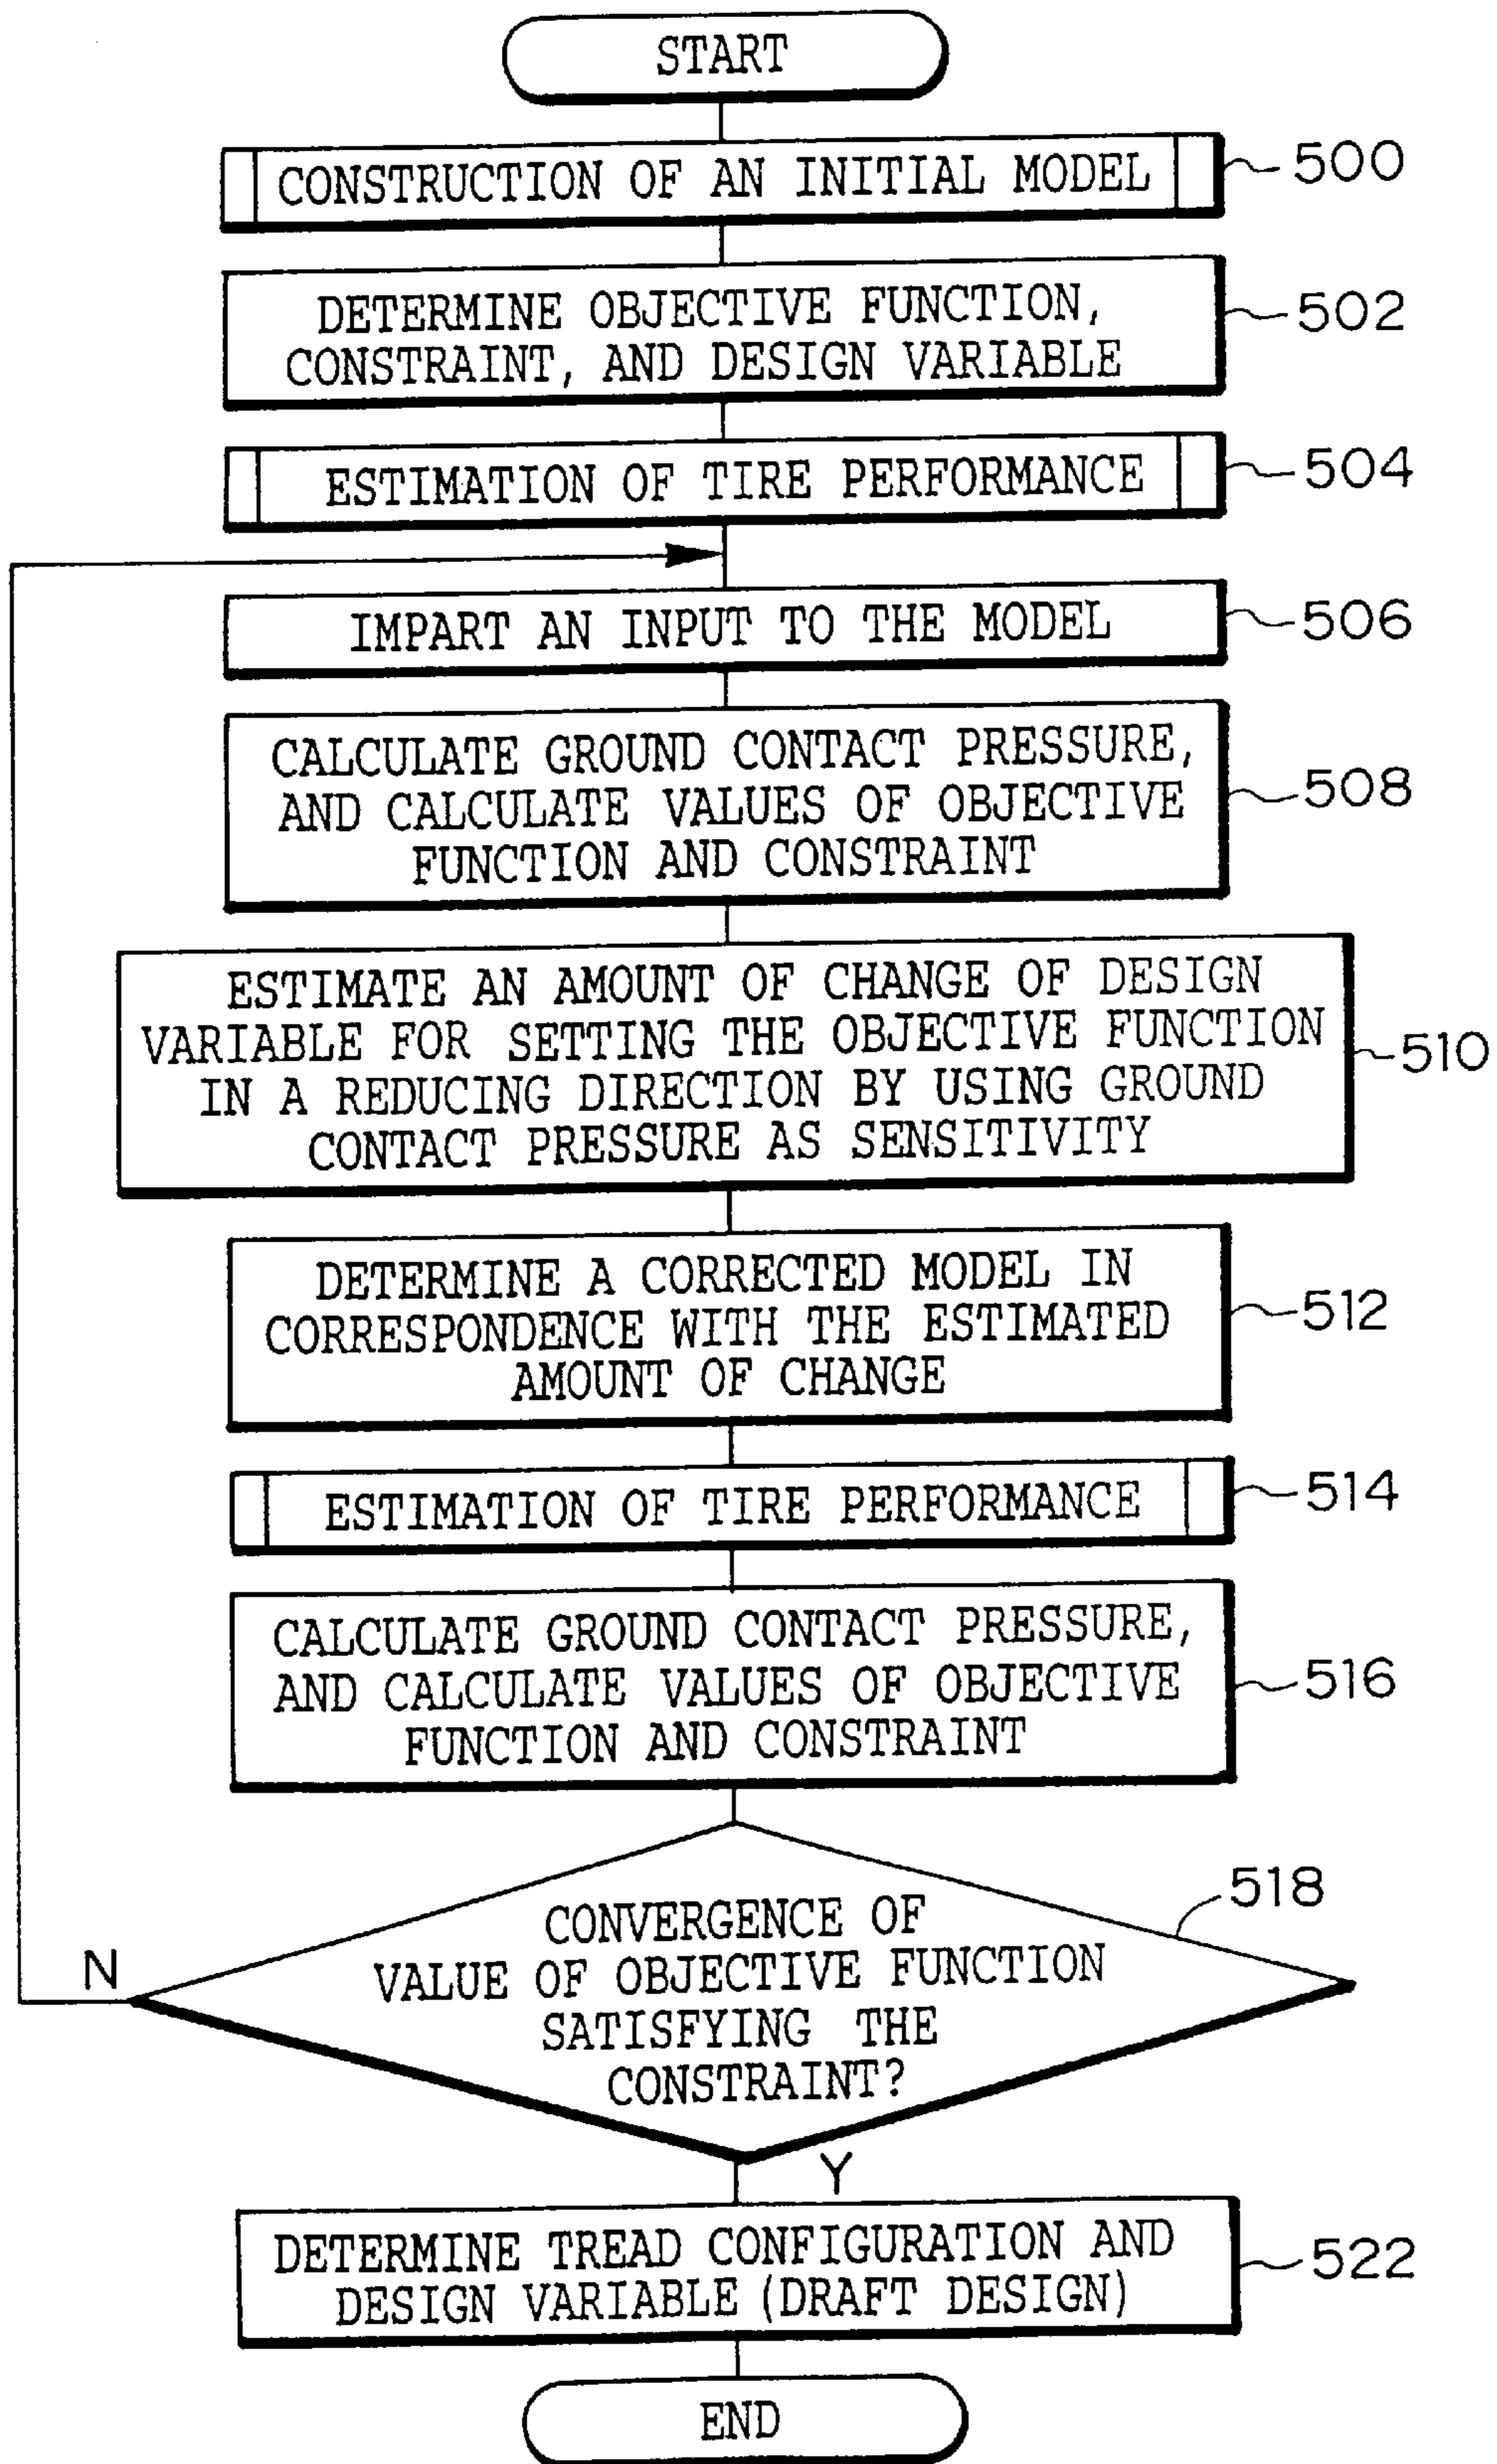 START
CONSTRUCTION OF AN INITIAL MODEL
500
DETERMINE OBJECTIVE FUNCTION,
CONSTRAINT, AND DESIGN VARIABLE
502
ESTIMATION OF TIRE PERFORMANCE
504
IMPART AN INPUT TO THE MODEL
506
CALCULATE GROUND CONTACT PRESSURE,
AND CALCULATE VALUES OF OBJECTIVE
FUNCTION AND CONSTRAINT
508
ESTIMATE AN AMOUNT OF CHANGE OF DESIGN
VARIABLE FOR SETTING THE OBJECTIVE FUNCTION
IN A REDUCING DIRECTION BY USING GROUND
CONTACT PRESSURE AS SENSITIVITY
510
DETERMINE A CORRECTED MODEL IN
CORRESPONDENCE WITH THE ESTIMATED
AMOUNT OF CHANGE
512
ESTIMATION OF TIRE PERFORMANCE
514
CALCULATE GROUND CONTACT PRESSURE,
AND CALCULATE VALUES OF OBJECTIVE
FUNCTION AND CONSTRAINT
516
518
CONVERGENCE OF
VALUE OF OBJECTIVE FUNCTION
SATISFYING THE
CONSTRAINT?
N
Y
DETERMINE TREAD CONFIGURATION AND
DESIGN VARIABLE (DRAFT DESIGN)
522
END